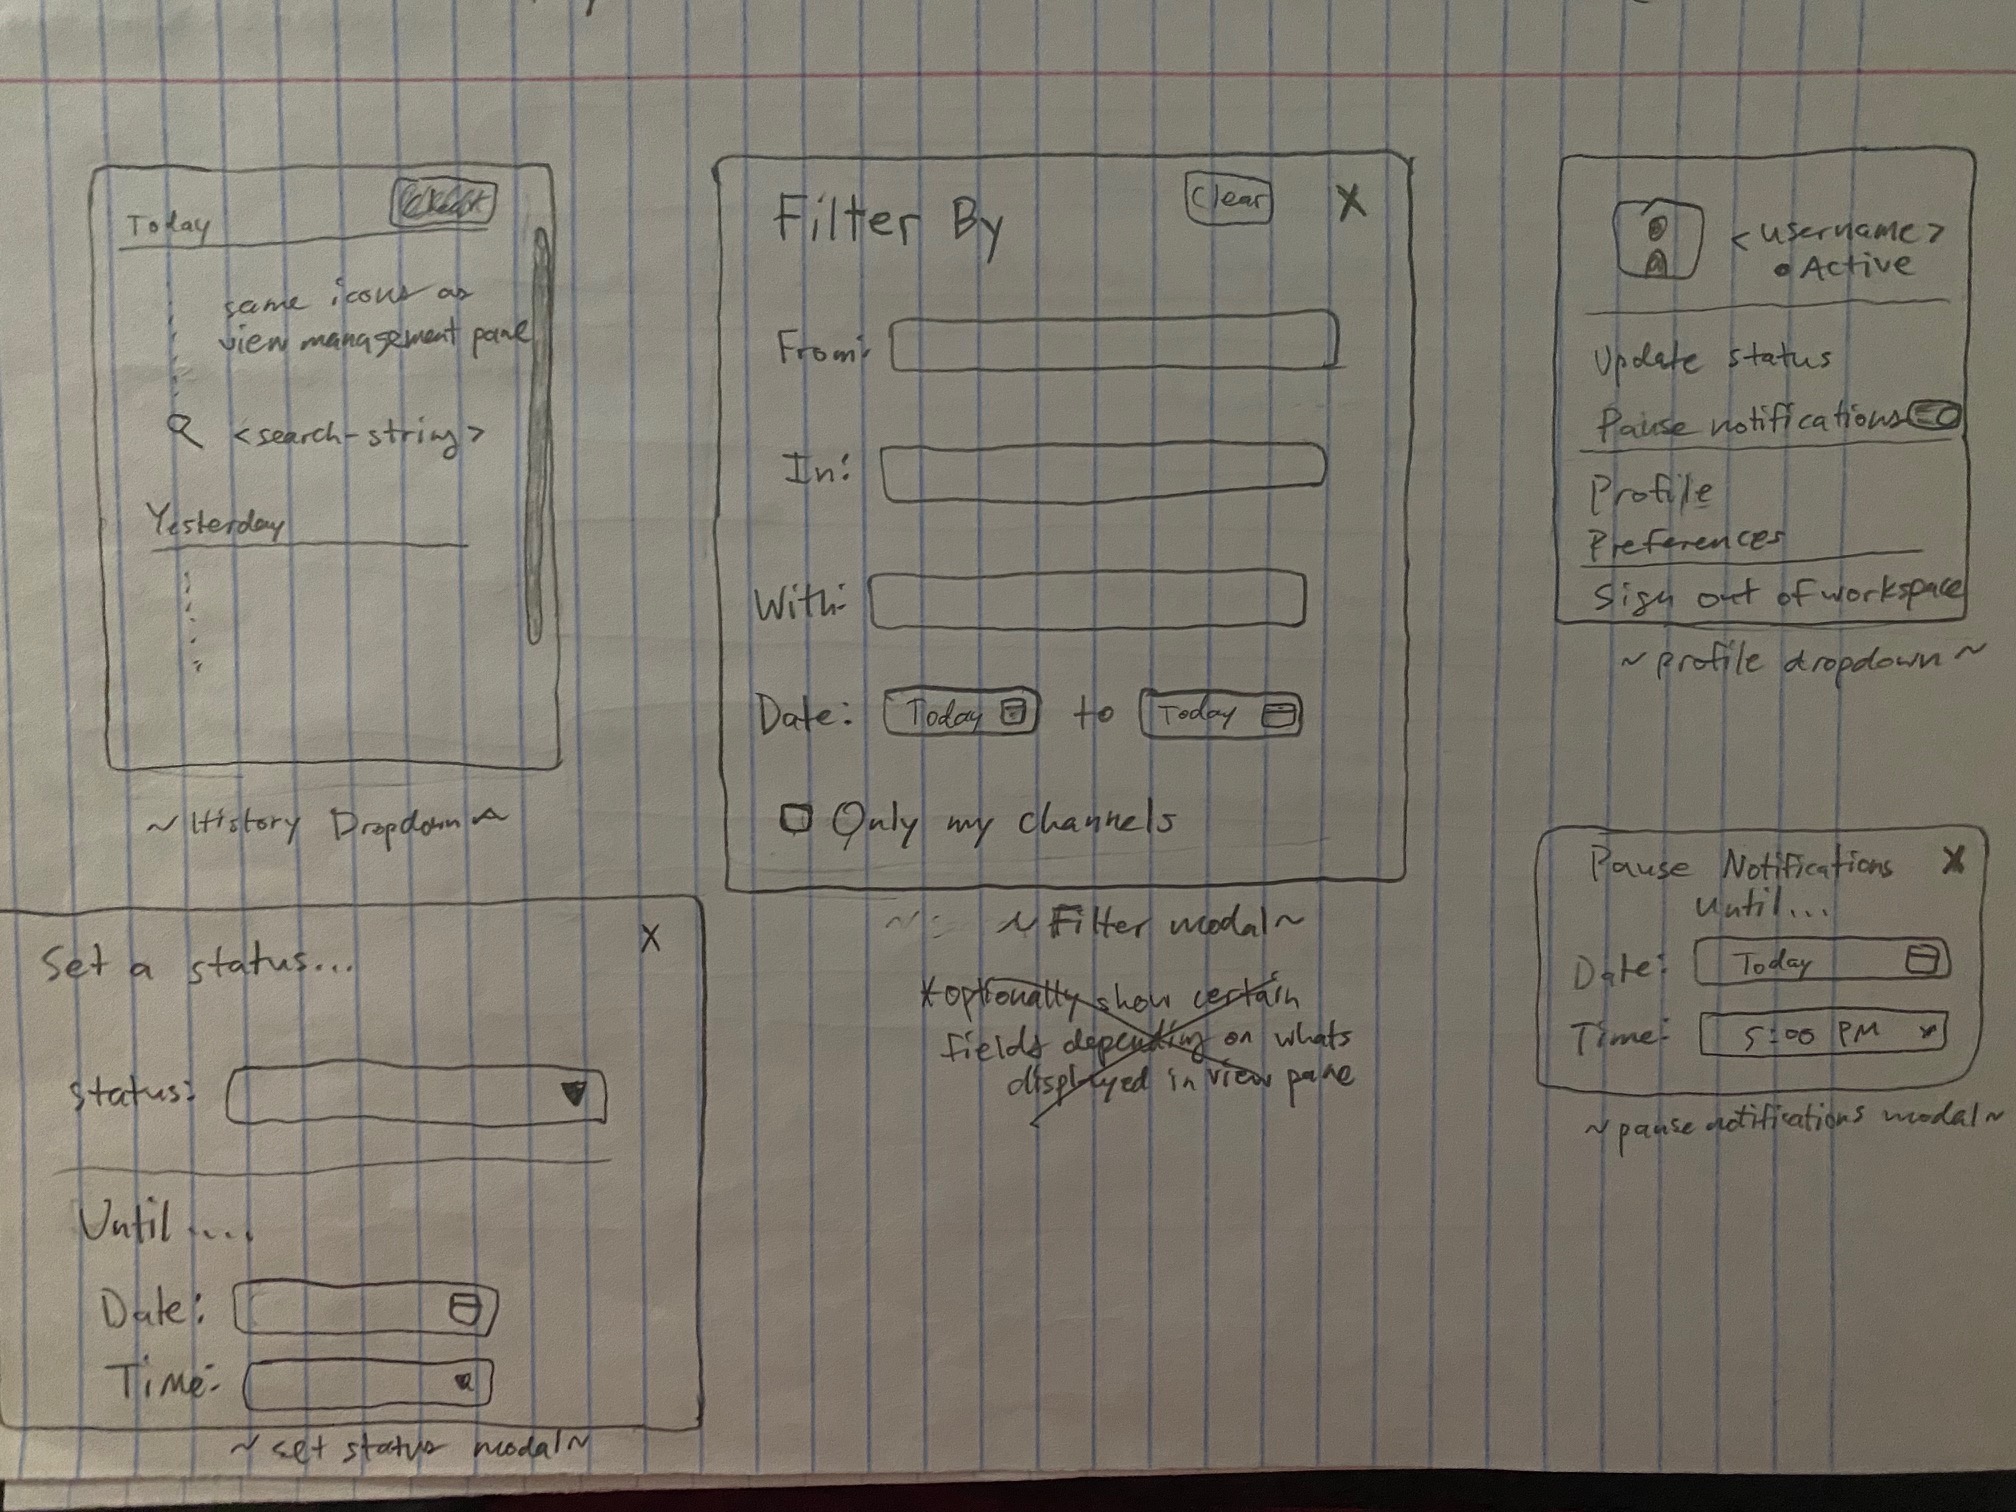 Today
same icons as
view management pane
<search-string>
Yesterday
~ History Dropdown ~
Filter By
Clear
X
From:
In:
With:
Date: Today to Today
Only my channels
~ Filter modal ~
*optionally show certain
fields depending on whats
displayed in view pane
<username>
• Active
Update status
Pause notifications
Profile
Preferences
Sign out of workspace
~ profile dropdown ~
Pause Notifications X
until...
Date: Today
Time: 5:00 PM
~ pause notifications modal ~
Set a status... X
status:
Until ....
Date:
Time:
~ set status modal ~